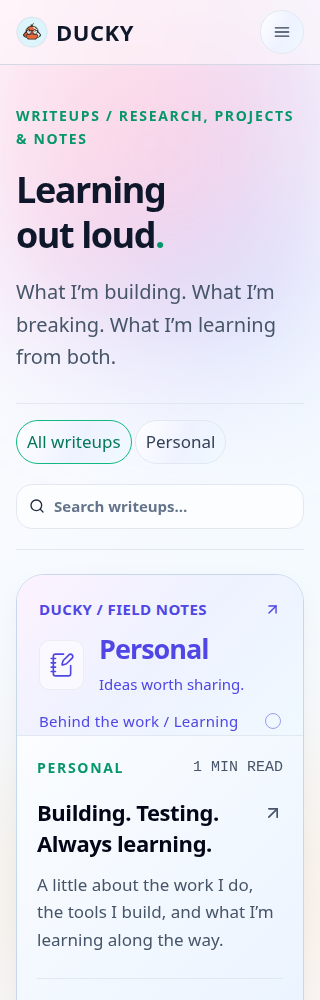 DUCKY
WRITEUPS / RESEARCH, PROJECTS
& NOTES
Learning
out loud.
What I’m building. What I’m
breaking. What I’m learning
from both.
All writeups
Personal
Search writeups...
DUCKY / FIELD NOTES
Personal
Ideas worth sharing.
Behind the work / Learning
PERSONAL
1 MIN READ
Building. Testing.
Always learning.
A little about the work I do,
the tools I build, and what I’m
learning along the way.